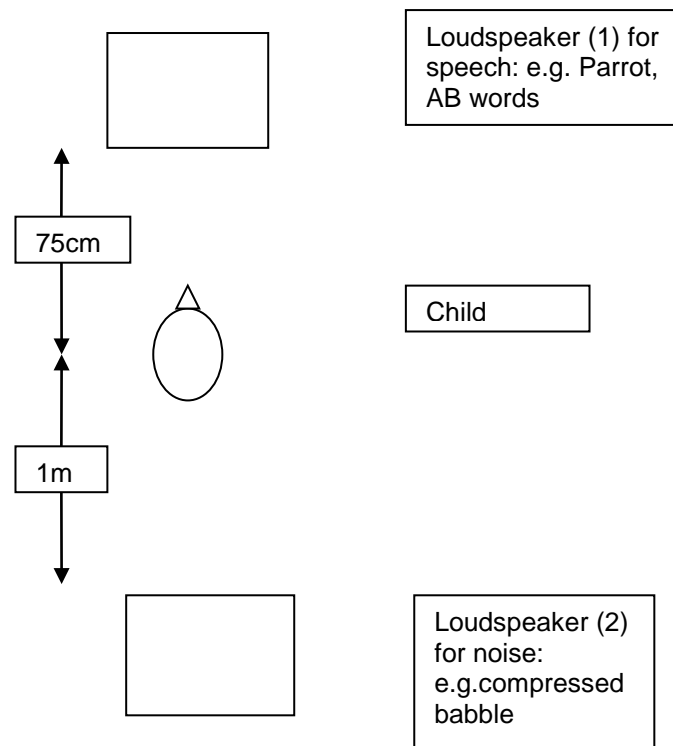 Loudspeaker (1) for
speech: e.g. Parrot,
AB words
75cm
Child
1m
Loudspeaker (2)
for noise:
e.g.compressed
babble